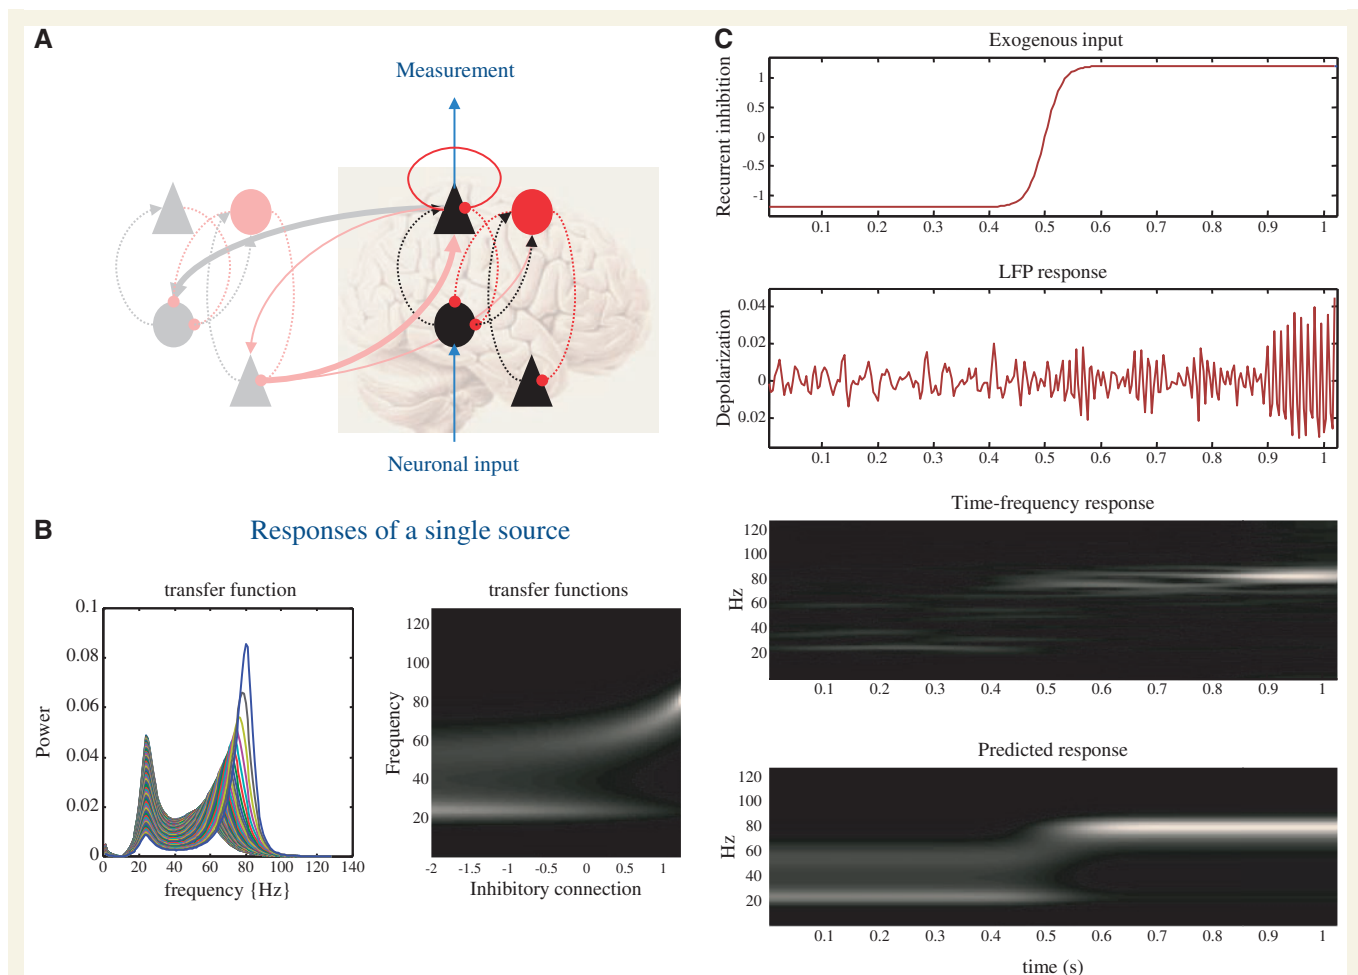 A
Measurement
Neuronal input
B
Responses of a single source
transfer function
Power
0.1
0.08
0.06
0.04
0.02
0
0 20 40 60 80 100 120 140
frequency {Hz}
transfer functions
Frequency
120
100
80
60
40
20
-2 -1.5 -1 -0.5 0 0.5 1
Inhibitory connection
C
Exogenous input
Recurrent inhibition
1
0.5
0
-0.5
-1
0.1 0.2 0.3 0.4 0.5 0.6 0.7 0.8 0.9 1
LFP response
Depolarization
0.04
0.02
0
0.02
0.1 0.2 0.3 0.4 0.5 0.6 0.7 0.8 0.9 1
Time-frequency response
Hz
120
100
80
60
40
20
0.1 0.2 0.3 0.4 0.5 0.6 0.7 0.8 0.9 1
Predicted response
Hz
120
100
80
60
40
20
0.1 0.2 0.3 0.4 0.5 0.6 0.7 0.8 0.9 1
time (s)